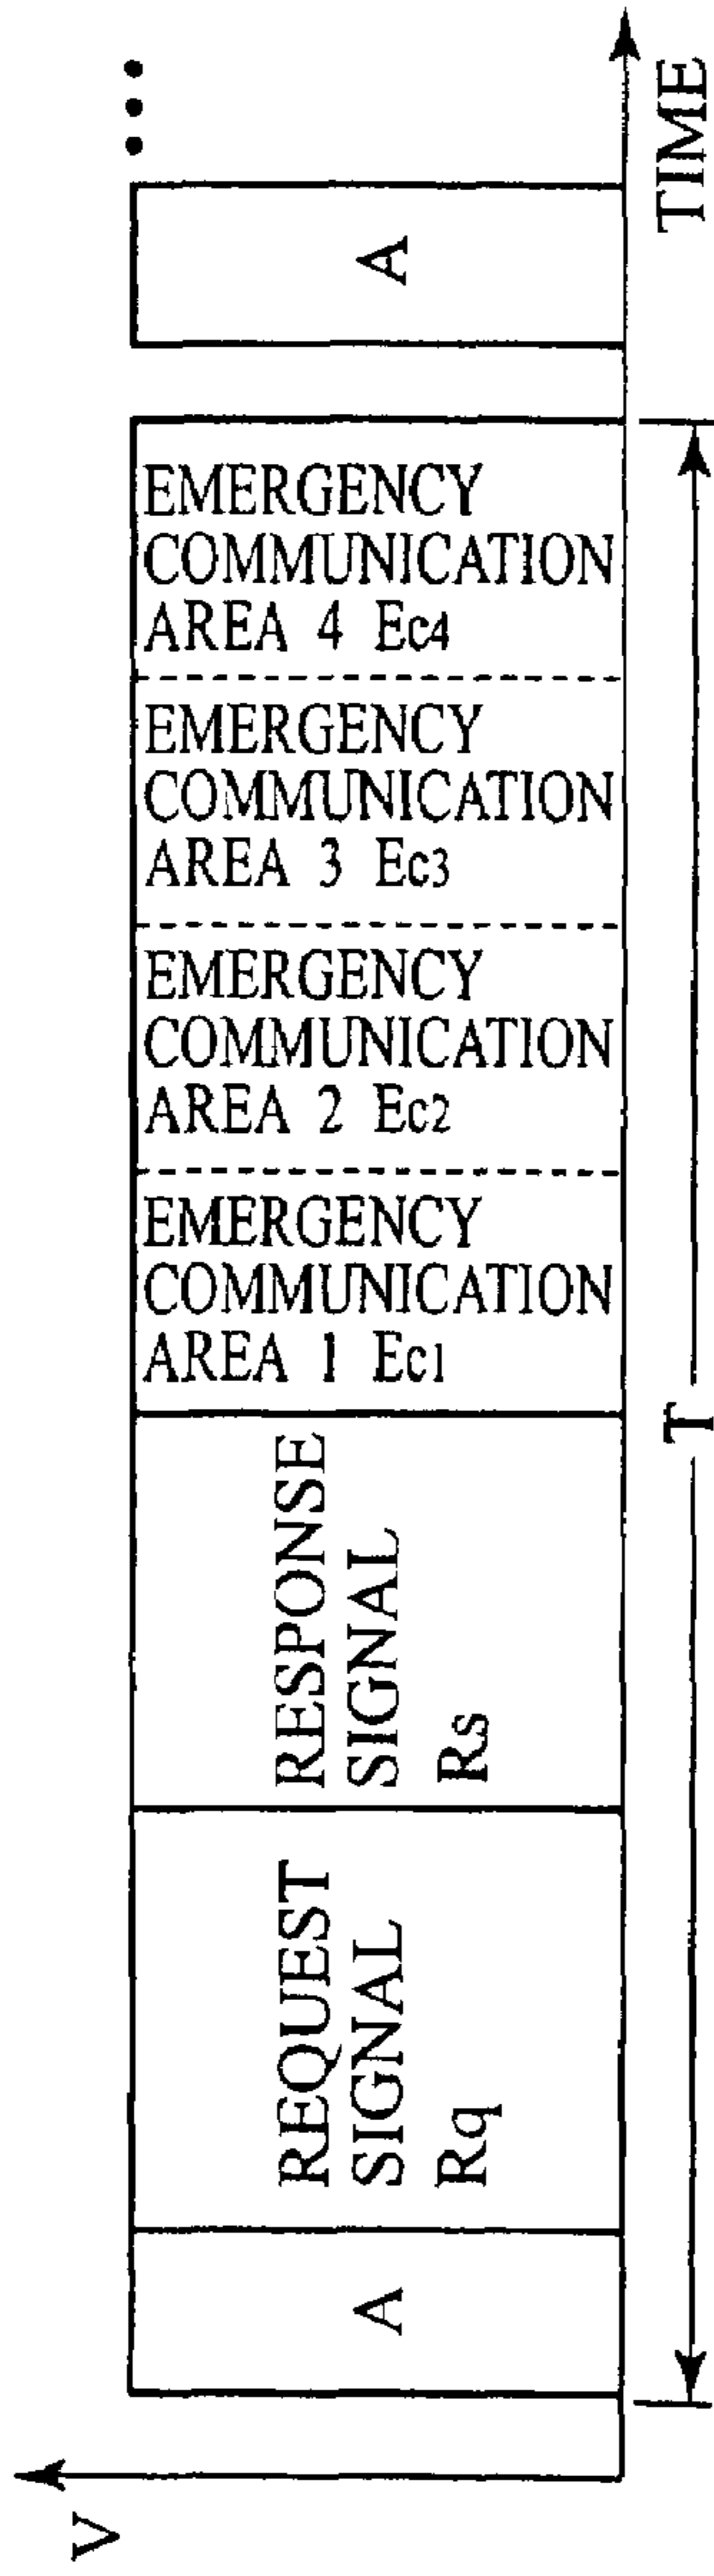 V
A
REQUEST
SIGNAL
Rq
RESPONSE
SIGNAL
Rs
EMERGENCY
COMMUNICATION
AREA 1 Ec1
EMERGENCY
COMMUNICATION
AREA 2 Ec2
EMERGENCY
COMMUNICATION
AREA 3 Ec3
EMERGENCY
COMMUNICATION
AREA 4 Ec4
A
•••
T
TIME